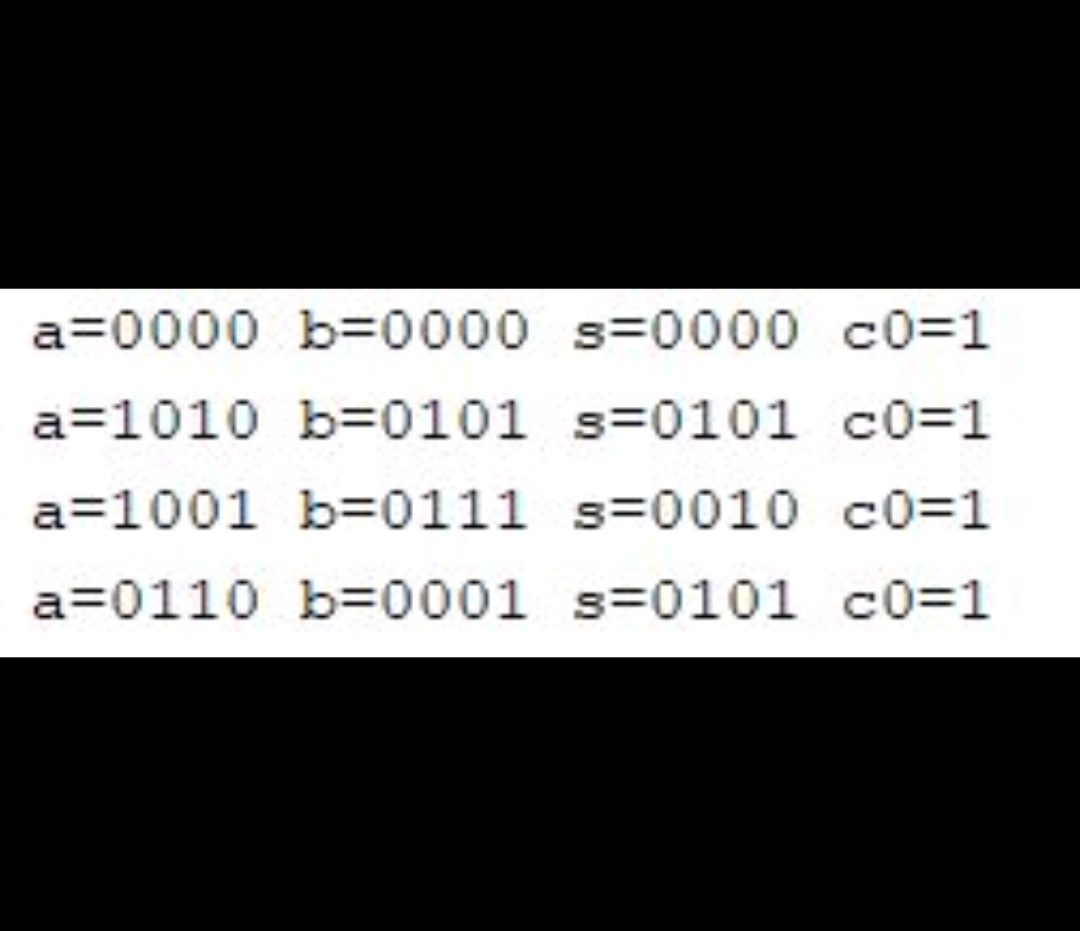 a=0000 b=0000 s=0000 c0=1
a=1010 b=0101 s=0101 c0=1
a=1001 b=0111 s=0010 c0=1
a=0110 b=0001 s=0101 c0=1